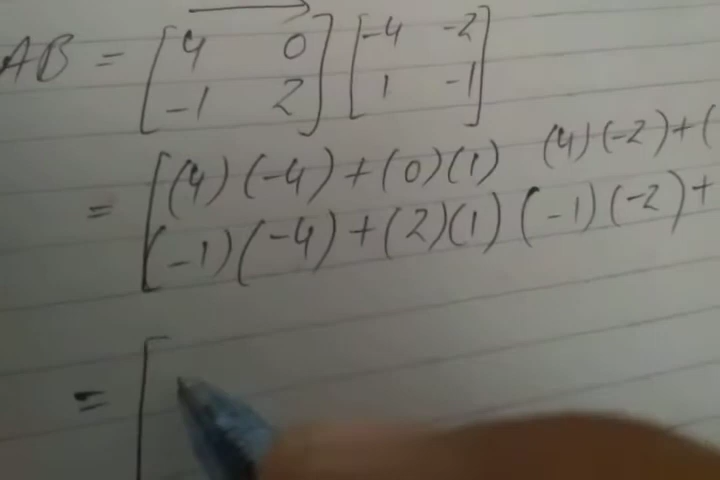 AB = [4 0 -1 2] [-4 -2 1 -1]
= [(4)(-4)+(0)(1) (4)(-2)+(
(-1)(-4)+(2)(1) (-1)(-2)+
= [